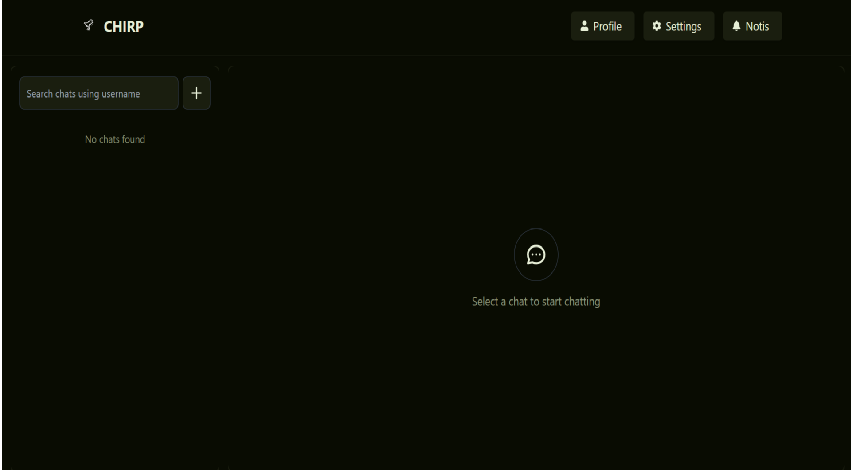 CHIRP
Profile
Settings
Notis
Search chats using username
No chats found
Select a chat to start chatting